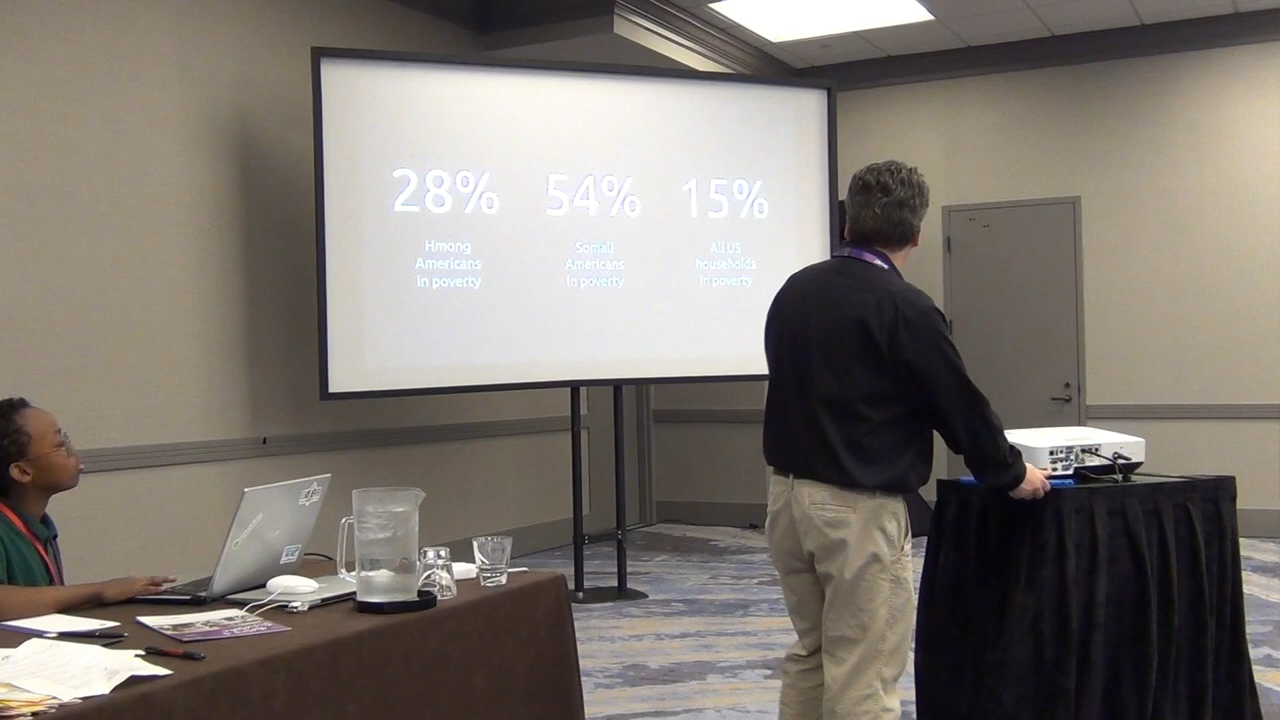 28% 54% 15%
Hmong Somali All US
Americans Americans households
in poverty in poverty in poverty